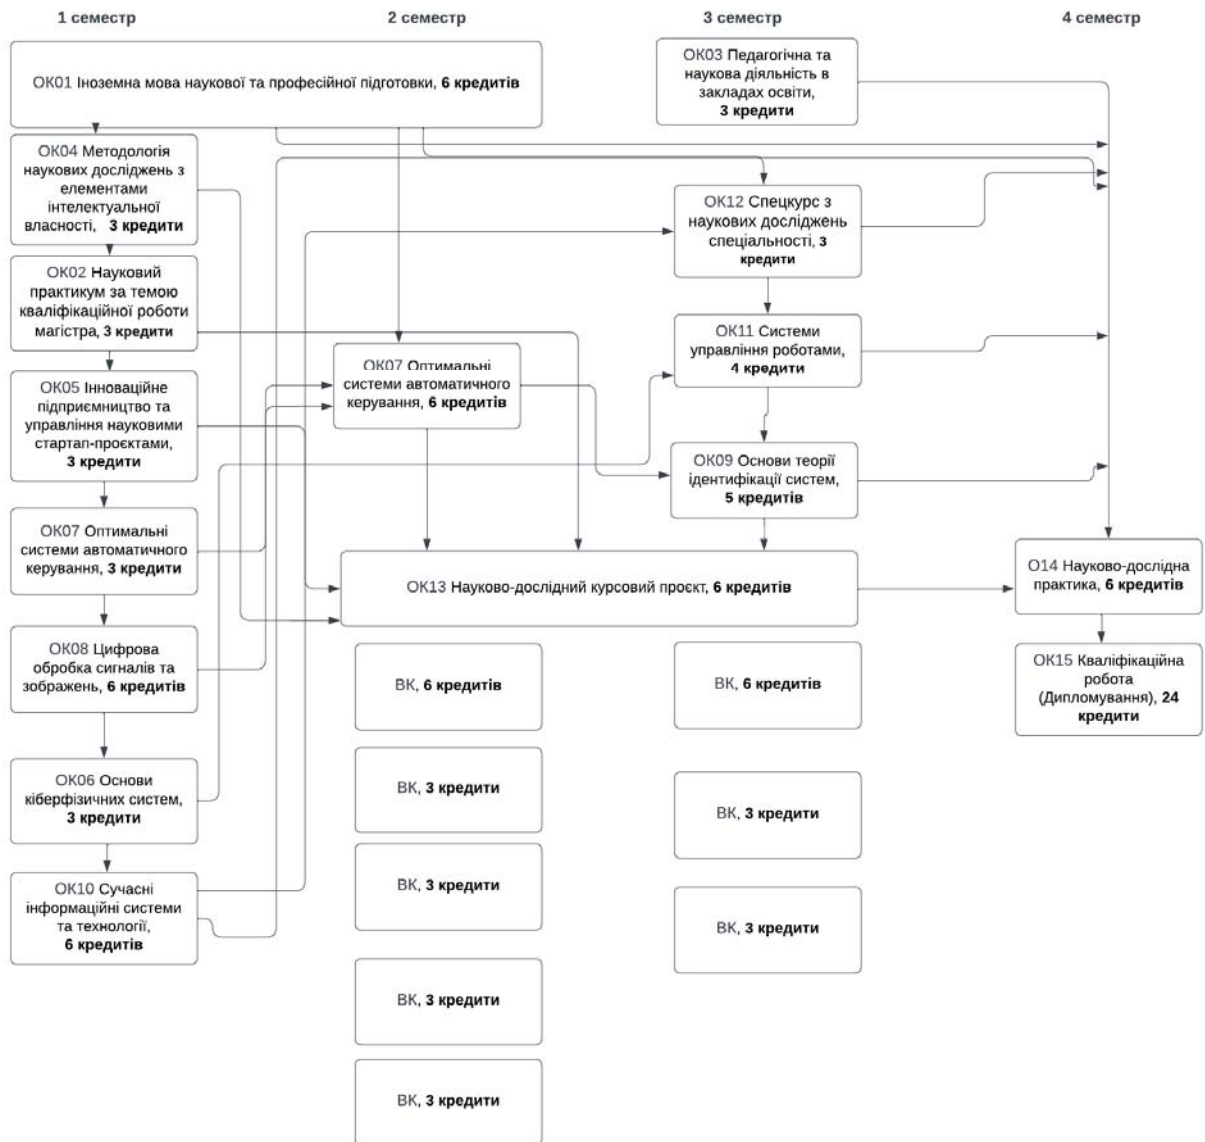 1 семестр
2 семестр
3 семестр
4 семестр
ОК01 Іноземна мова наукової та професійної підготовки, 6 кредитів
ОК03 Педагогічна та
наукова діяльність в
закладах освіти,
3 кредити
ОК04 Методологія
наукових досліджень з
елементами
інтелектуальної
власності, 3 кредити
ОК12 Спецкурс з
наукових досліджень
спеціальності, 3
кредити
ОК02 Науковий
практикум за темою
кваліфікаційної роботи
магістра, 3 кредити
ОК07 Оптимальні
системи автоматичного
керування, 6 кредитів
ОК11 Системи
управління роботами,
4 кредити
ОК05 Інноваційне
підприємництво та
управління науковими
стартап-проєктами,
3 кредити
ОК09 Основи теорії
ідентифікації систем,
5 кредитів
ОК07 Оптимальні
системи автоматичного
керування, 3 кредити
ОК13 Науково-дослідний курсовий проєкт, 6 кредитів
О14 Науково-дослідна
практика, 6 кредитів
ОК08 Цифрова
обробка сигналів та
зображень, 6 кредитів
ВК, 6 кредитів
ВК, 6 кредитів
ОК15 Кваліфікаційна
робота
(Дипломування), 24
кредити
ОК06 Основи
кіберфізичних систем,
3 кредити
ВК, 3 кредити
ВК, 3 кредити
ОК10 Сучасні
інформаційні системи
та технології,
6 кредитів
ВК, 3 кредити
ВК, 3 кредити
ВК, 3 кредити
ВК, 3 кредити